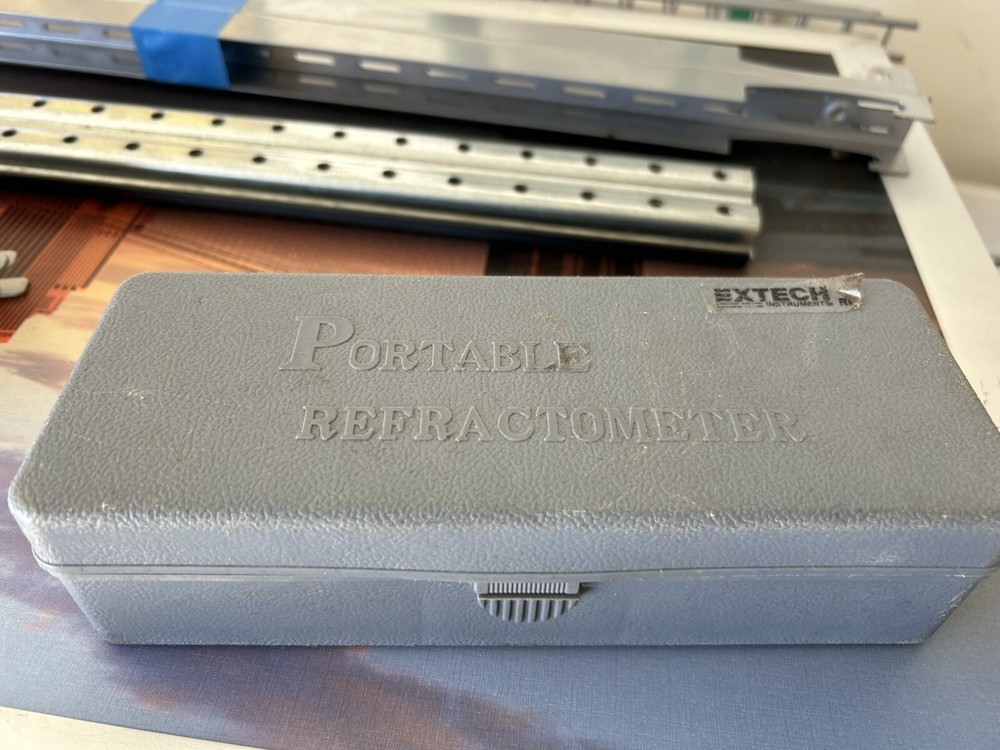 EXTECH
INSTRUMENTS
PORTABLE
REFRACTOMETER